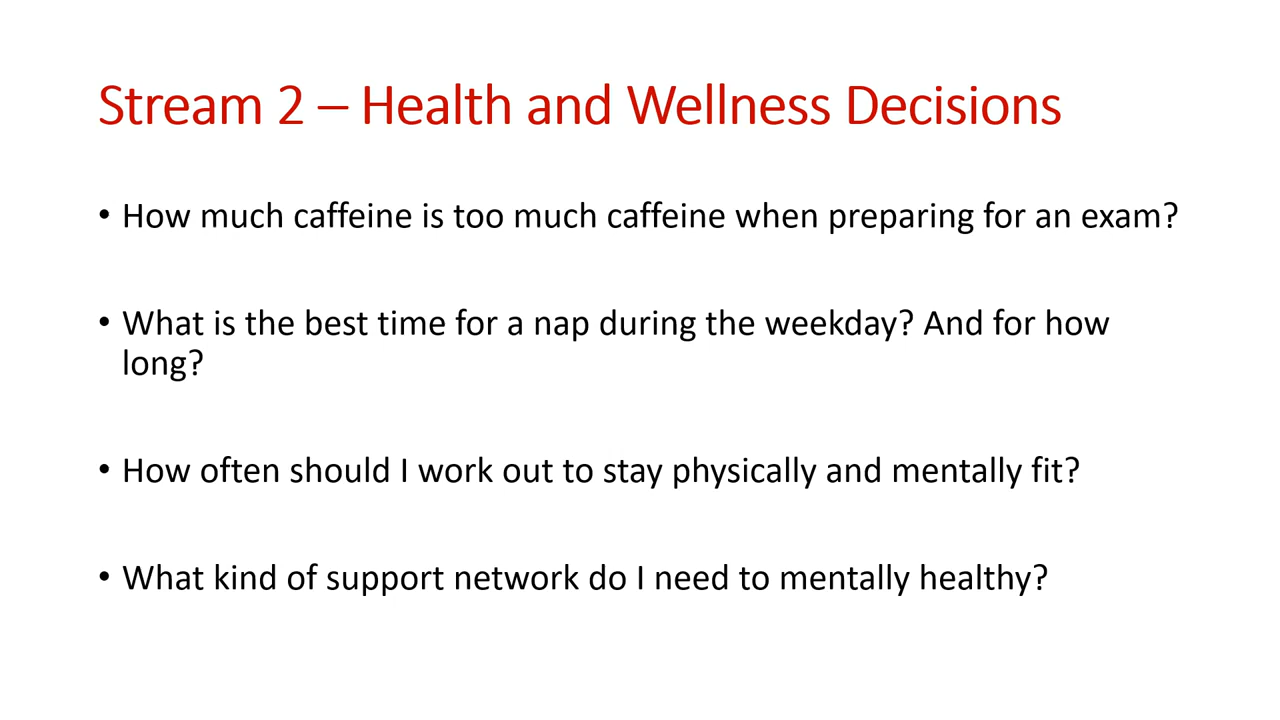 Stream 2 – Health and Wellness Decisions
• How much caffeine is too much caffeine when preparing for an exam?
• What is the best time for a nap during the weekday? And for how
long?
• How often should I work out to stay physically and mentally fit?
• What kind of support network do I need to mentally healthy?